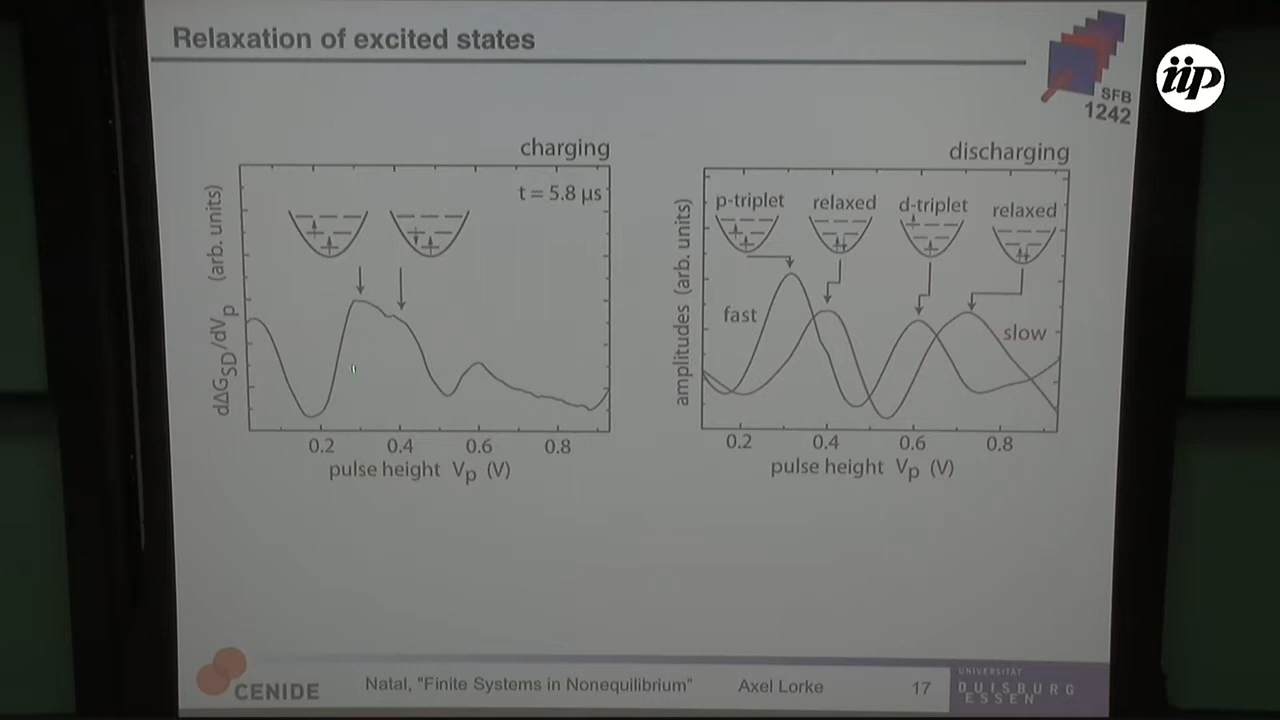 Relaxation of excited states
iip
SFB
1242
charging
t = 5.8 µs
dΔG_SD/dV_p (arb. units)
0.2 0.4 0.6 0.8
pulse height V_p (V)
discharging
p-triplet relaxed d-triplet relaxed
fast
slow
amplitudes (arb. units)
0.2 0.4 0.6 0.8
pulse height V_p (V)
CENIDE
Natal, "Finite Systems in Nonequilibrium"
Axel Lorke
17
UNIVERSITÄT
DUISBURG
ESSEN